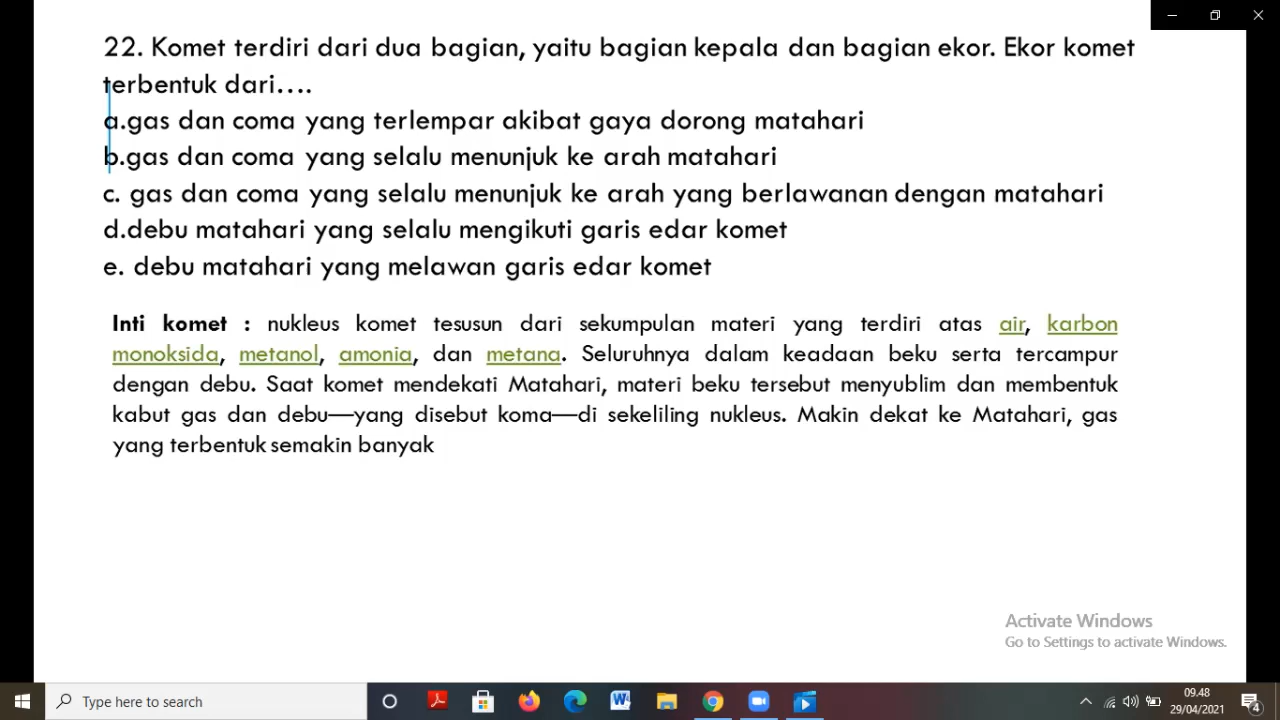 22. Komet terdiri dari dua bagian, yaitu bagian kepala dan bagian ekor. Ekor komet
terbentuk dari....
a.gas dan coma yang terlempar akibat gaya dorong matahari
b.gas dan coma yang selalu menunjuk ke arah matahari
c. gas dan coma yang selalu menunjuk ke arah yang berlawanan dengan matahari
d.debu matahari yang selalu mengikuti garis edar komet
e. debu matahari yang melawan garis edar komet
Inti komet : nukleus komet tesusun dari sekumpulan materi yang terdiri atas air, karbon
monoksida, metanol, amonia, dan metana. Seluruhnya dalam keadaan beku serta tercampur
dengan debu. Saat komet mendekati Matahari, materi beku tersebut menyublim dan membentuk
kabut gas dan debu—yang disebut koma—di sekeliling nukleus. Makin dekat ke Matahari, gas
yang terbentuk semakin banyak
Activate Windows
Go to Settings to activate Windows.
Type here to search
09.48
29/04/2021
4